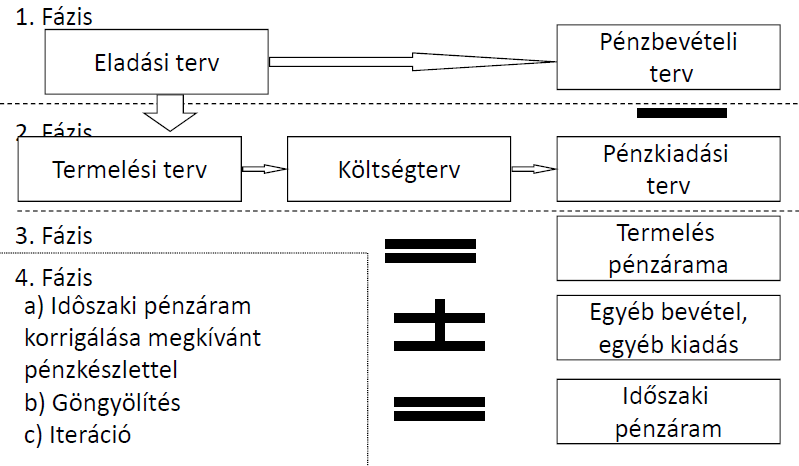 1. Fázis
Eladási terv
Pénzbevételi
terv
2. Fázis
Termelési terv
Költségterv
Pénzkiadási
terv
3. Fázis
Termelés
pénzárama
4. Fázis
a) Idôszaki pénzáram
korrigálása megkívánt
pénzkészlettel
b) Göngyölítés
c) Iteráció
Egyéb bevétel,
egyéb kiadás
Időszaki
pénzáram